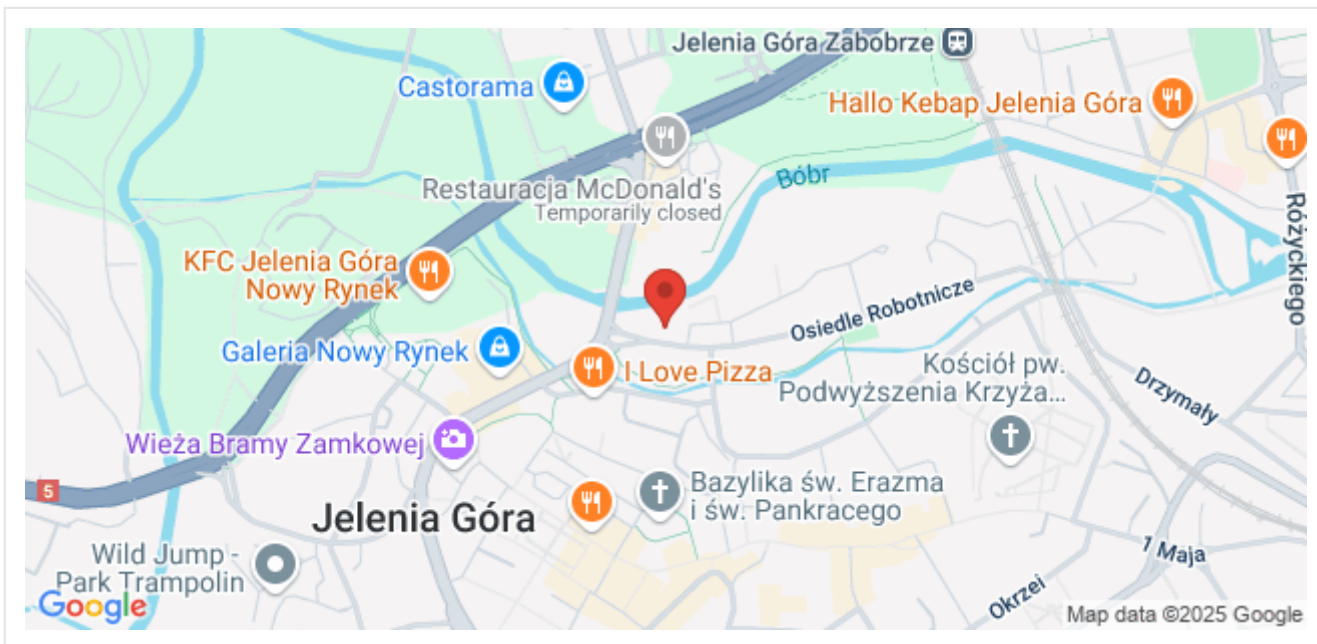 Jelenia Góra Zabobrze
Castorama
Hallo Kebap Jelenia Góra
Bóbr
Restauracja McDonald's
Temporarily closed
Różyckiego
KFC Jelenia Góra
Nowy Rynek
Osiedle Robotnicze
Galeria Nowy Rynek
I Love Pizza
Kościół pw.
Podwyższenia Krzyża...
Drzymały
Wieża Bramy Zamkowej
5
Bazylika św. Erazma
i św. Pankracego
Jelenia Góra
Wild Jump -
Park Trampolin
1 Maja
Okrzei
Google
Map data ©2025 Google